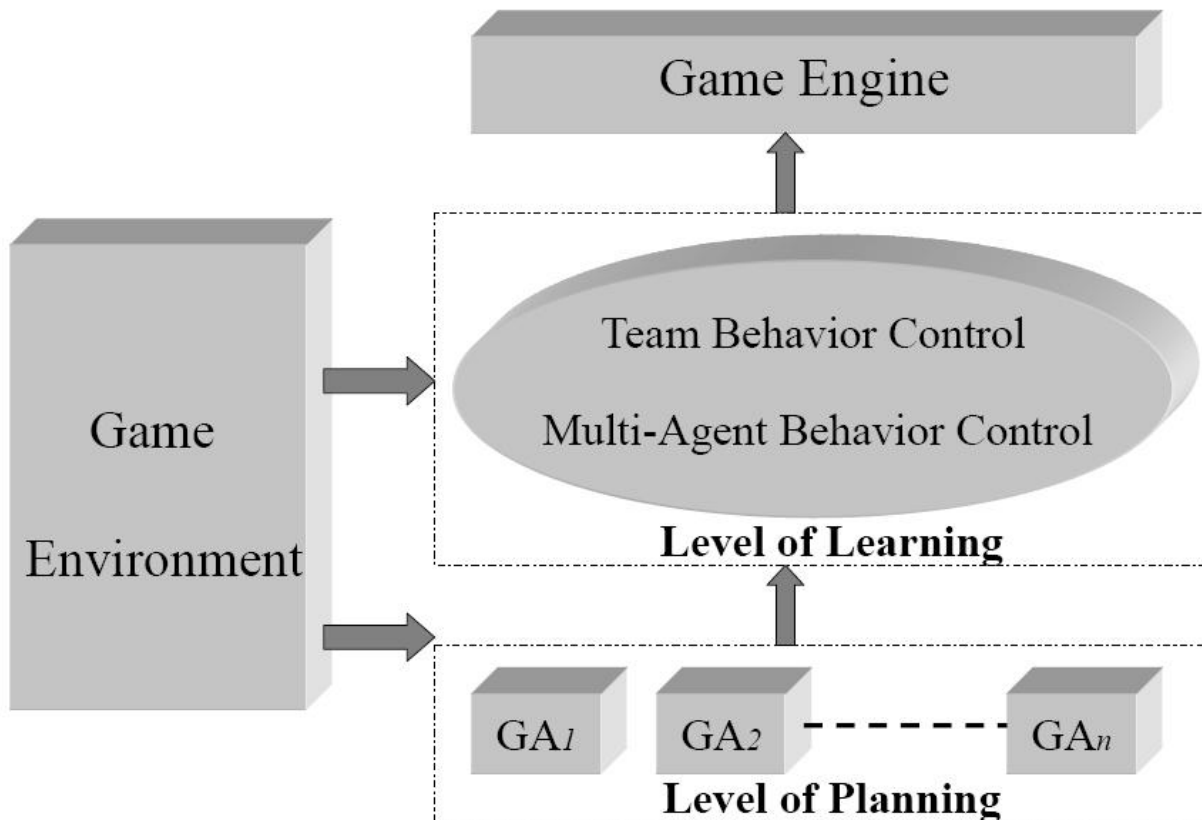 Game Engine
Game
Environment
Team Behavior Control
Multi-Agent Behavior Control
Level of Learning
GA1
GA2
GAn
Level of Planning